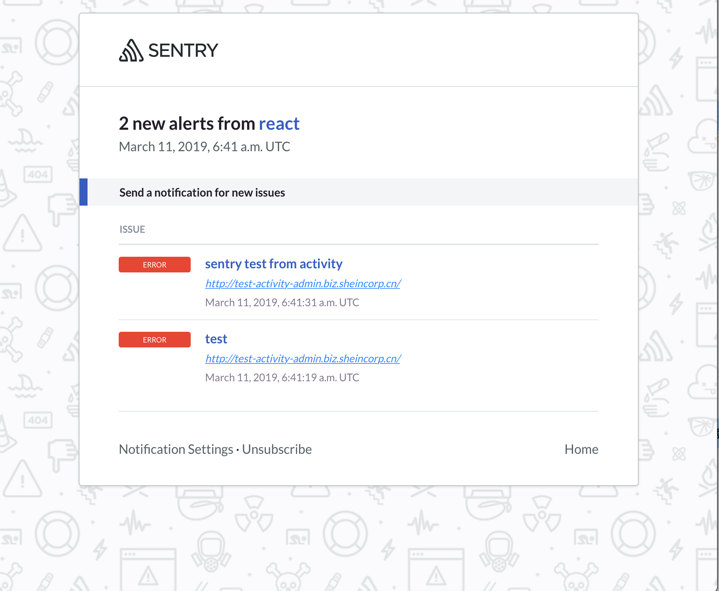 SENTRY
2 new alerts from react
March 11, 2019, 6:41 a.m. UTC
Send a notification for new issues
ISSUE
ERROR
sentry test from activity
http://test-activity-admin.biz.sheincorp.cn/
March 11, 2019, 6:41:31 a.m. UTC
ERROR
test
http://test-activity-admin.biz.sheincorp.cn/
March 11, 2019, 6:41:19 a.m. UTC
Notification Settings · Unsubscribe
Home
404
404